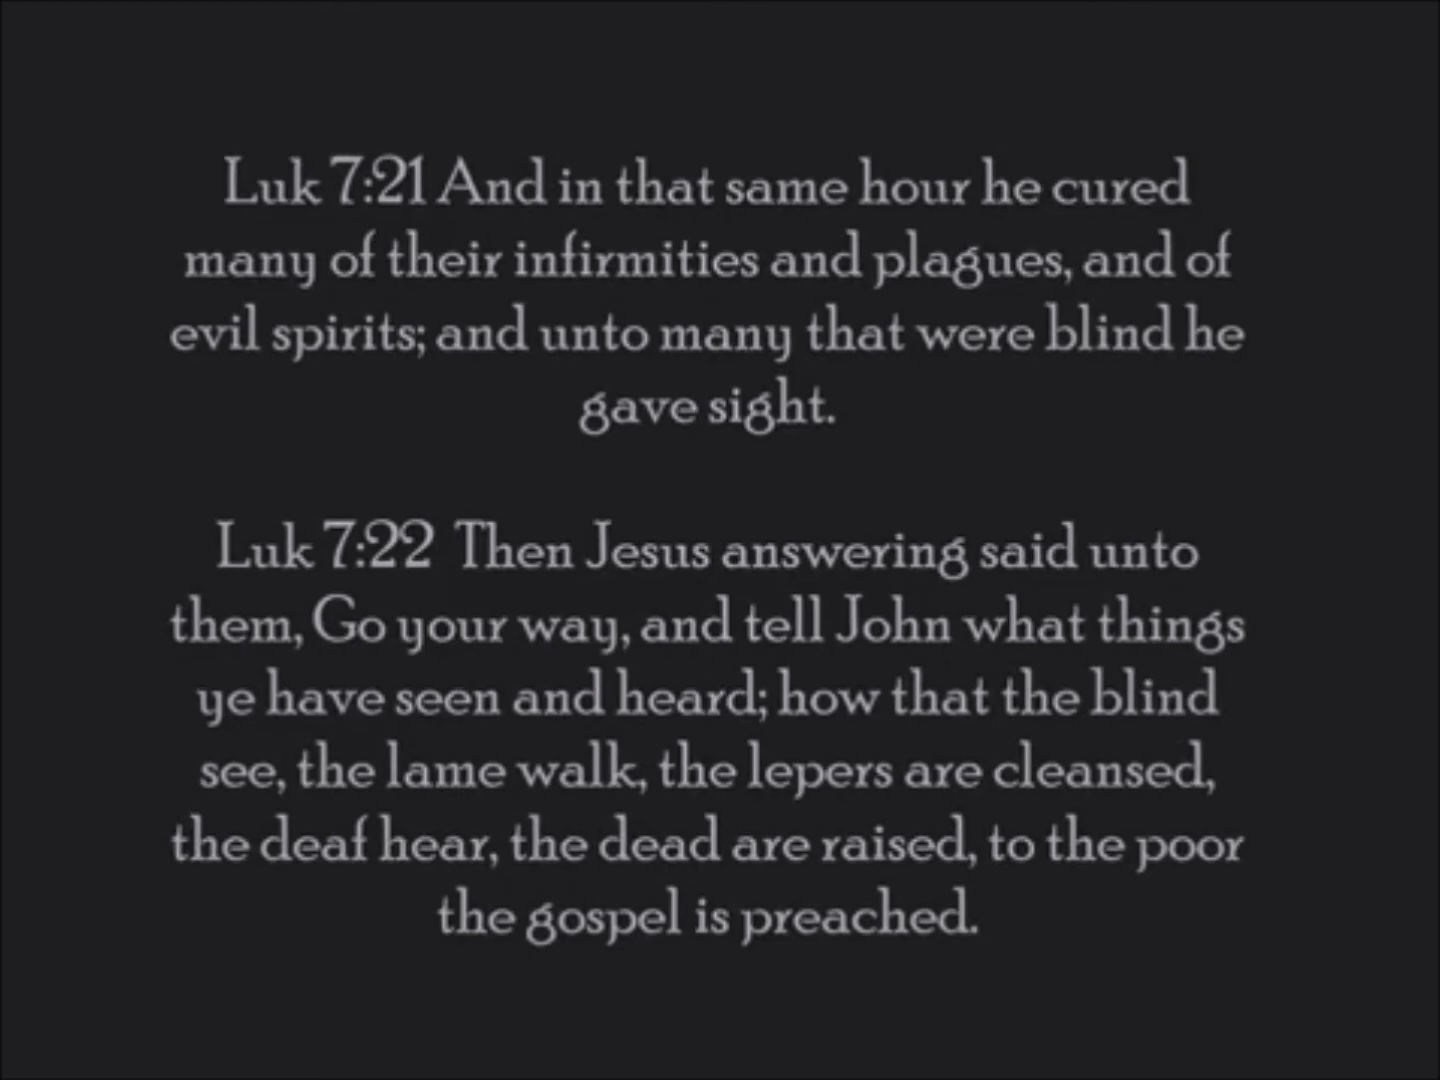 Luk 7:21 And in that same hour he cured
many of their infirmities and plagues, and of
evil spirits; and unto many that were blind he
gave sight.
Luk 7:22 Then Jesus answering said unto
them, Go your way, and tell John what things
ye have seen and heard; how that the blind
see, the lame walk, the lepers are cleansed,
the deaf hear, the dead are raised, to the poor
the gospel is preached.